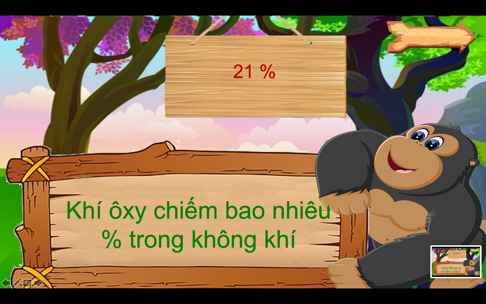 21 %
Khí ôxy chiếm bao nhiêu
% trong không khí